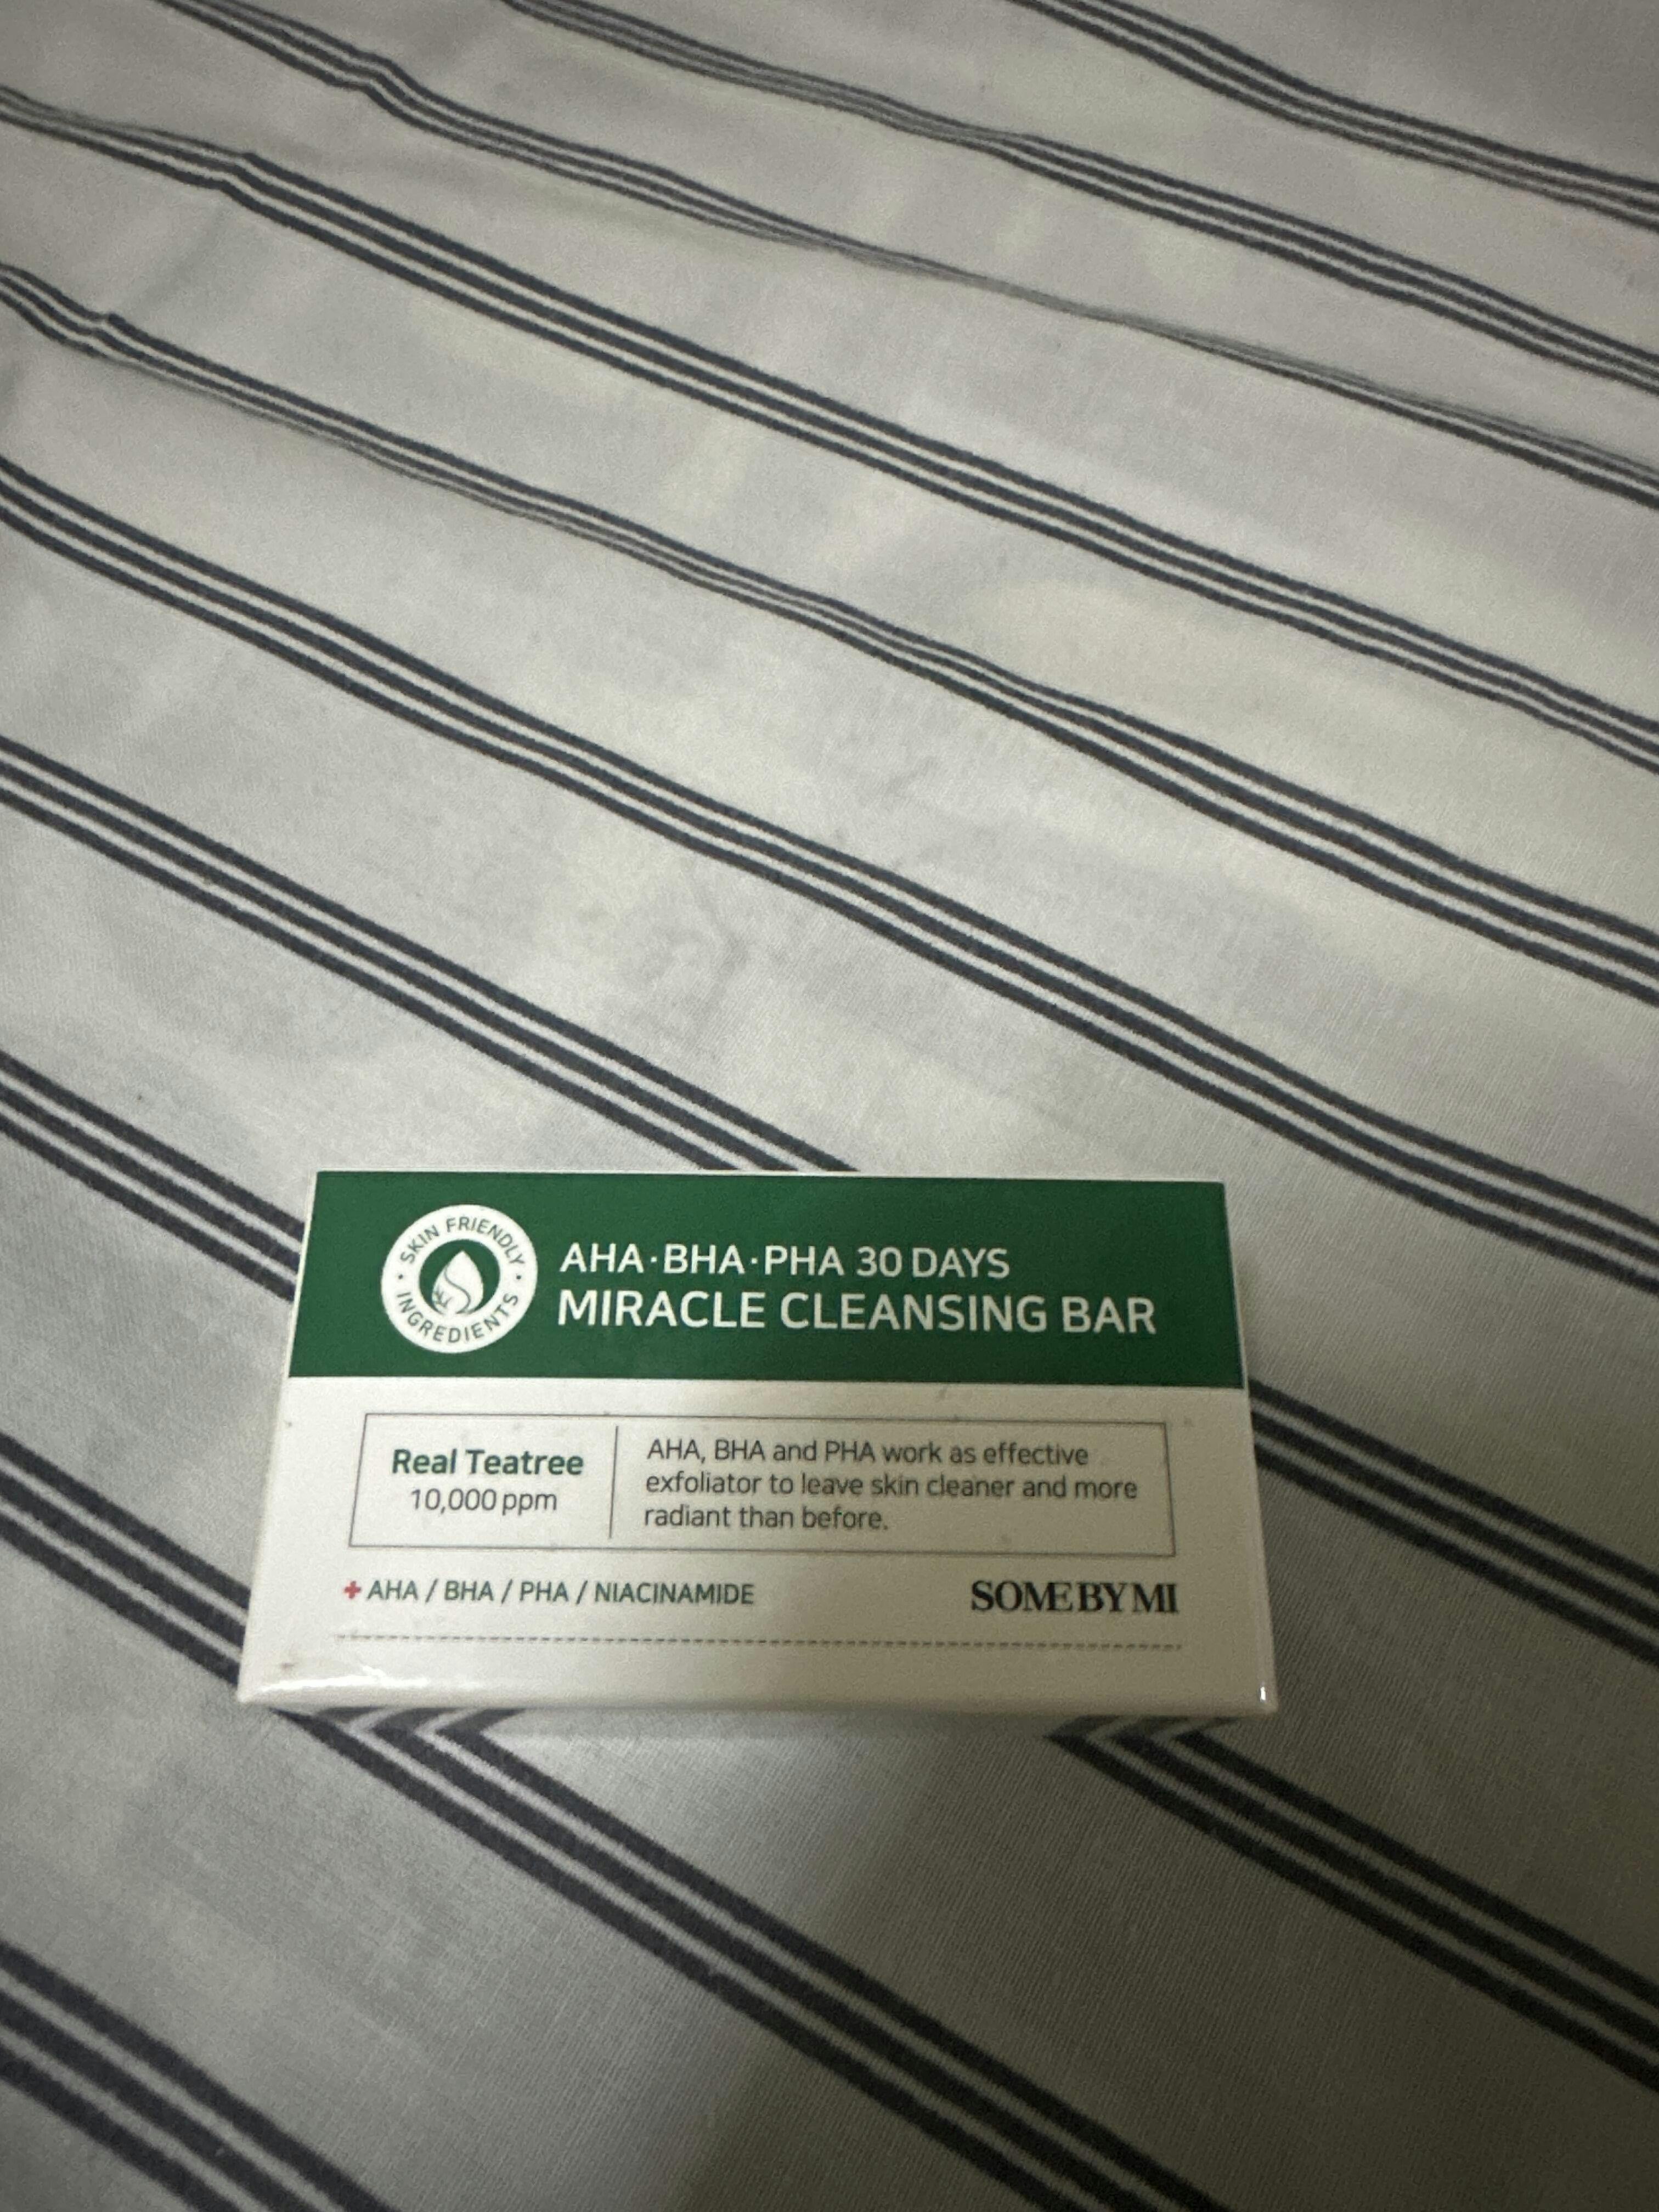 SKIN FRIENDLY
INGREDIENTS
AHA·BHA·PHA 30 DAYS
MIRACLE CLEANSING BAR
Real Teatree
10,000 ppm
AHA, BHA and PHA work as effective
exfoliator to leave skin cleaner and more
radiant than before.
+ AHA / BHA / PHA / NIACINAMIDE
SOMEBYMI